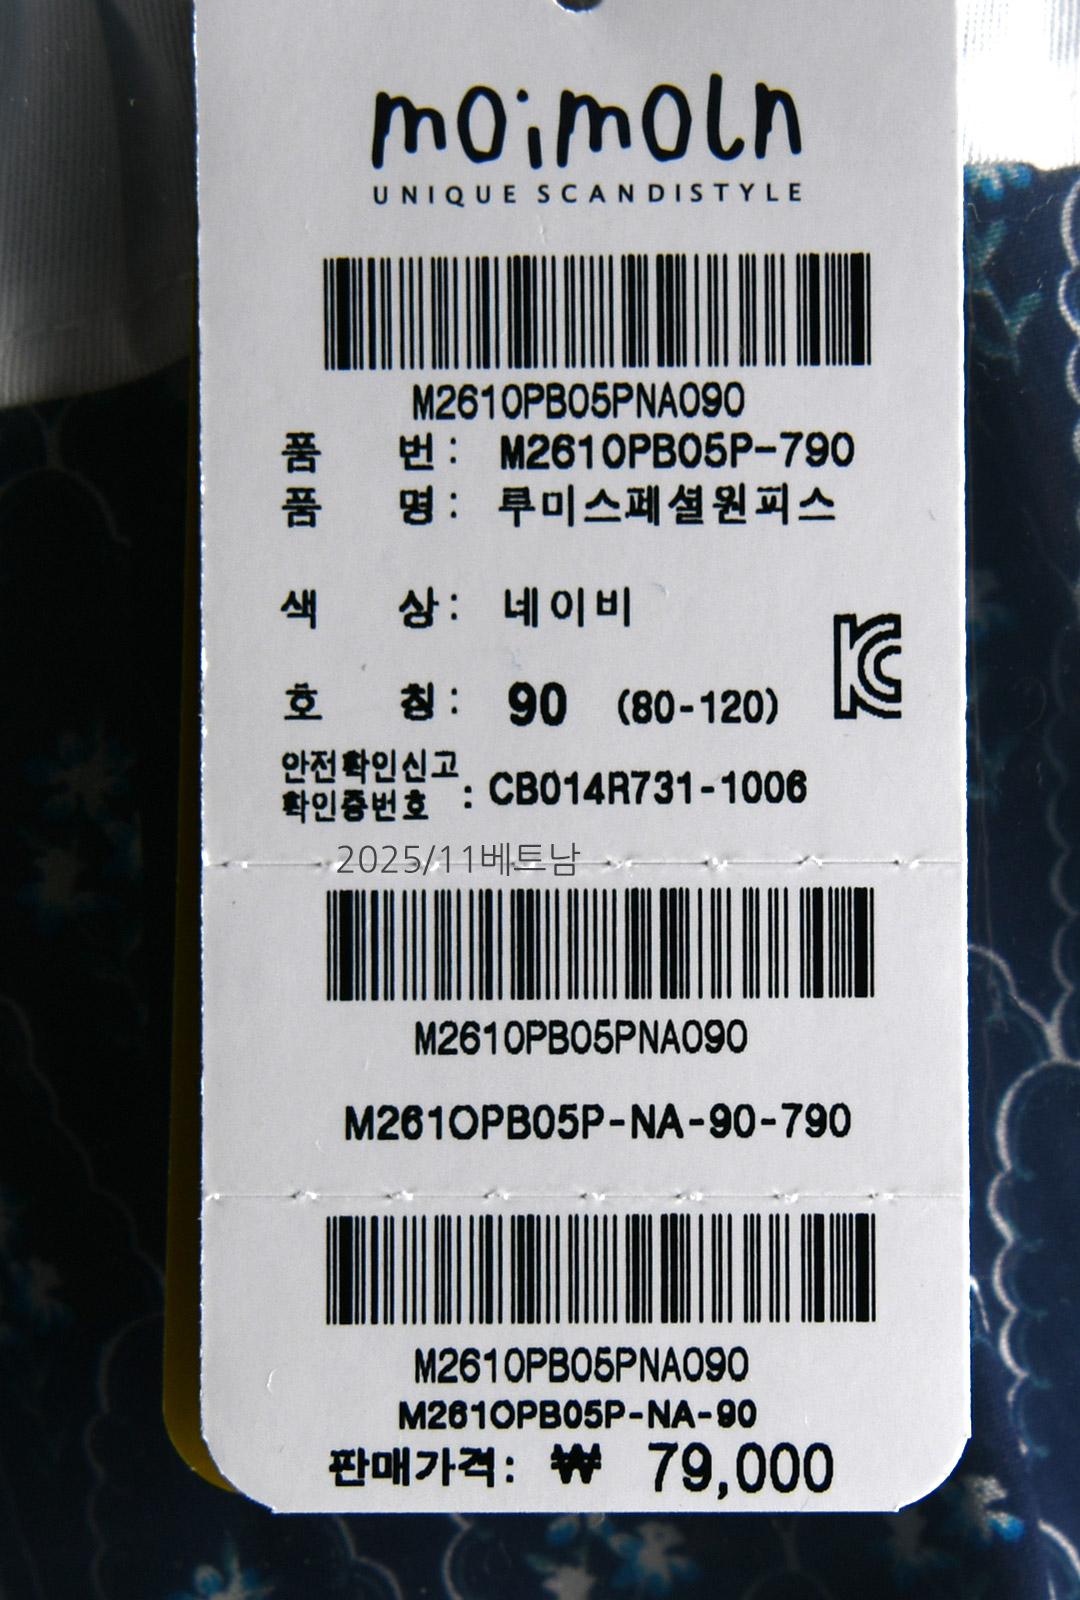 moimoln
UNIQUE SCANDISTYLE
M2610PB05PNA090
품 번: M2610PB05P-790
품 명: 루미스페셜원피스
색 상: 네이비
호 칭: 90 (80-120)
안전확인신고
확인증번호 : CB014R731-1006
2025/11베트남
M2610PB05PNA090
M2610PB05P-NA-90-790
M2610PB05PNA090
M2610PB05P-NA-90
판매가격: ₩ 79,000